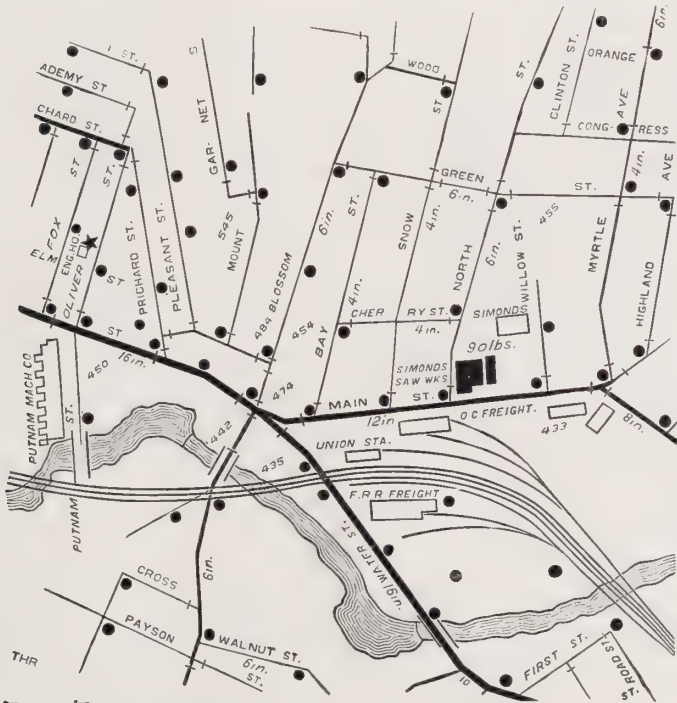 I ST.
ADEMY ST
CHARD ST.
ST
ST.
FOX
ELM
ENG.HO.
OLIVER
ST
ST
PRICHARD ST.
PLEASANT ST.
S
GAR-NET
545
MOUNT
484 BLOSSOM
6in.
454
BAY
ST.
4in.
WOOD
ST
SNOW
4in.
GREEN
6in.
ST.
CHERRY ST.
4in.
NORTH
ST.
6in.
455
WILLOW ST.
SIMONDS
90lbs.
SIMONDS
SAW WKS
CLINTON ST.
ORANGE
6in.
AVE
CONG-RESS
4in.
AVE
MYRTLE
HIGHLAND
450
16in.
474
MAIN ST.
12in
O C FREIGHT.
433
8in.
UNION STA.
F.R R FREIGHT
PUTNAM MACH CO
ST.
PUTNAM
442
435
WATER ST.
16in
6in.
CROSS
PAYSON
ST.
WALNUT ST.
6in.
THR
10
FIRST ST.
ROAD ST.
ST.